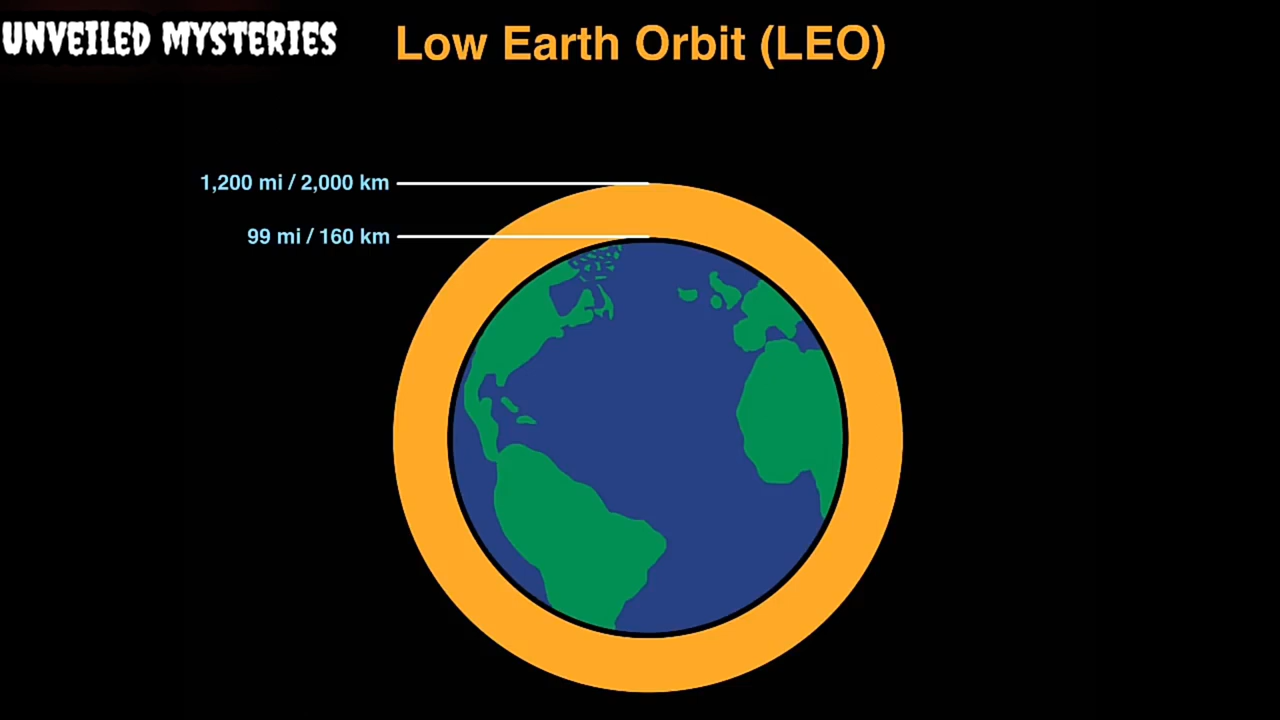 UNVEILED MYSTERIES
Low Earth Orbit (LEO)
1,200 mi / 2,000 km
99 mi / 160 km